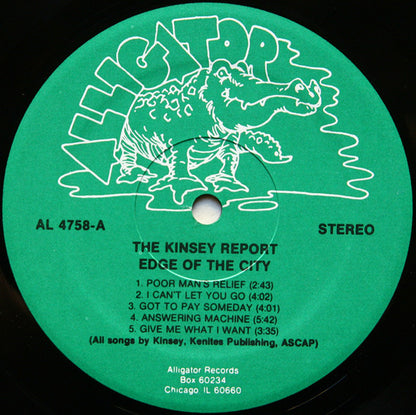 ALLIGATOR
AL 4758-A
STEREO
THE KINSEY REPORT
EDGE OF THE CITY
1. POOR MAN'S RELIEF (2:43)
2. I CAN'T LET YOU GO (4:02)
3. GOT TO PAY SOMEDAY (4:01)
4. ANSWERING MACHINE (5:42)
5. GIVE ME WHAT I WANT (3:35)
(All songs by Kinsey, Kenites Publishing, ASCAP)
Alligator Records
Box 60234
Chicago IL 60660